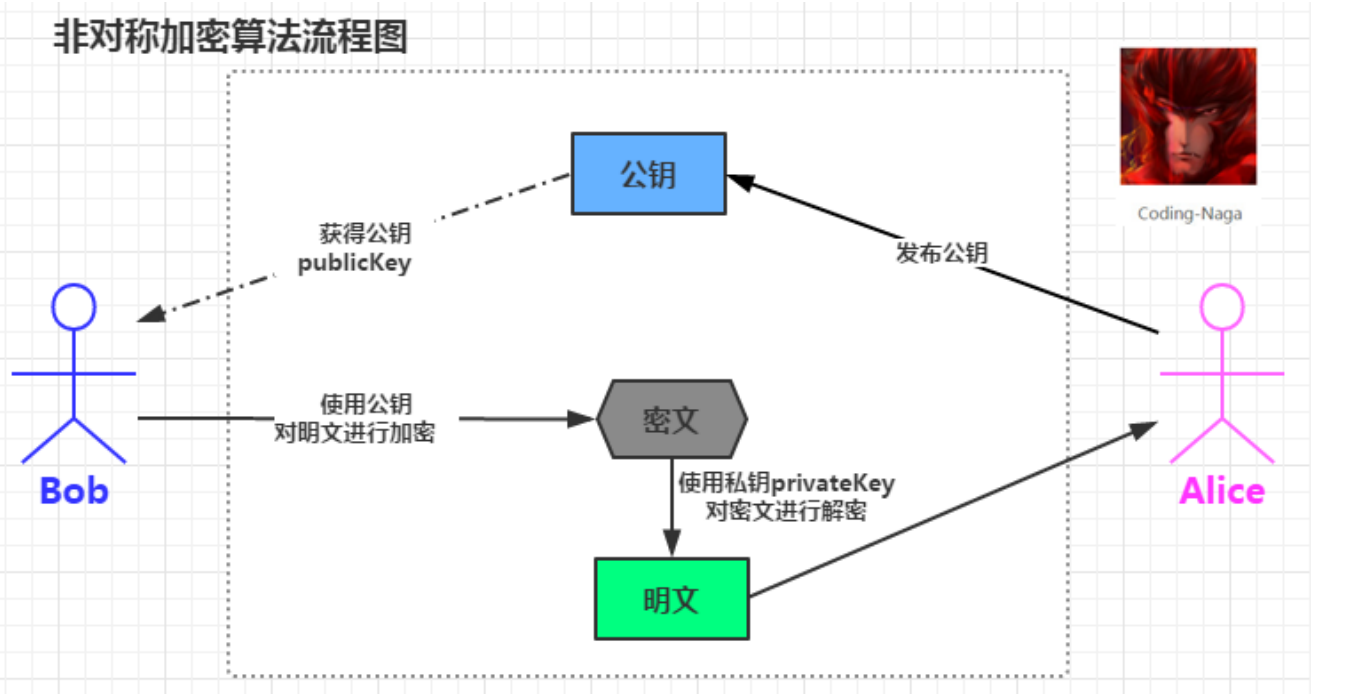 非对称加密算法流程图
公钥
Coding-Naga
获得公钥
publicKey
发布公钥
使用公钥
对明文进行加密
密文
使用私钥privateKey
对密文进行解密
Bob
Alice
明文